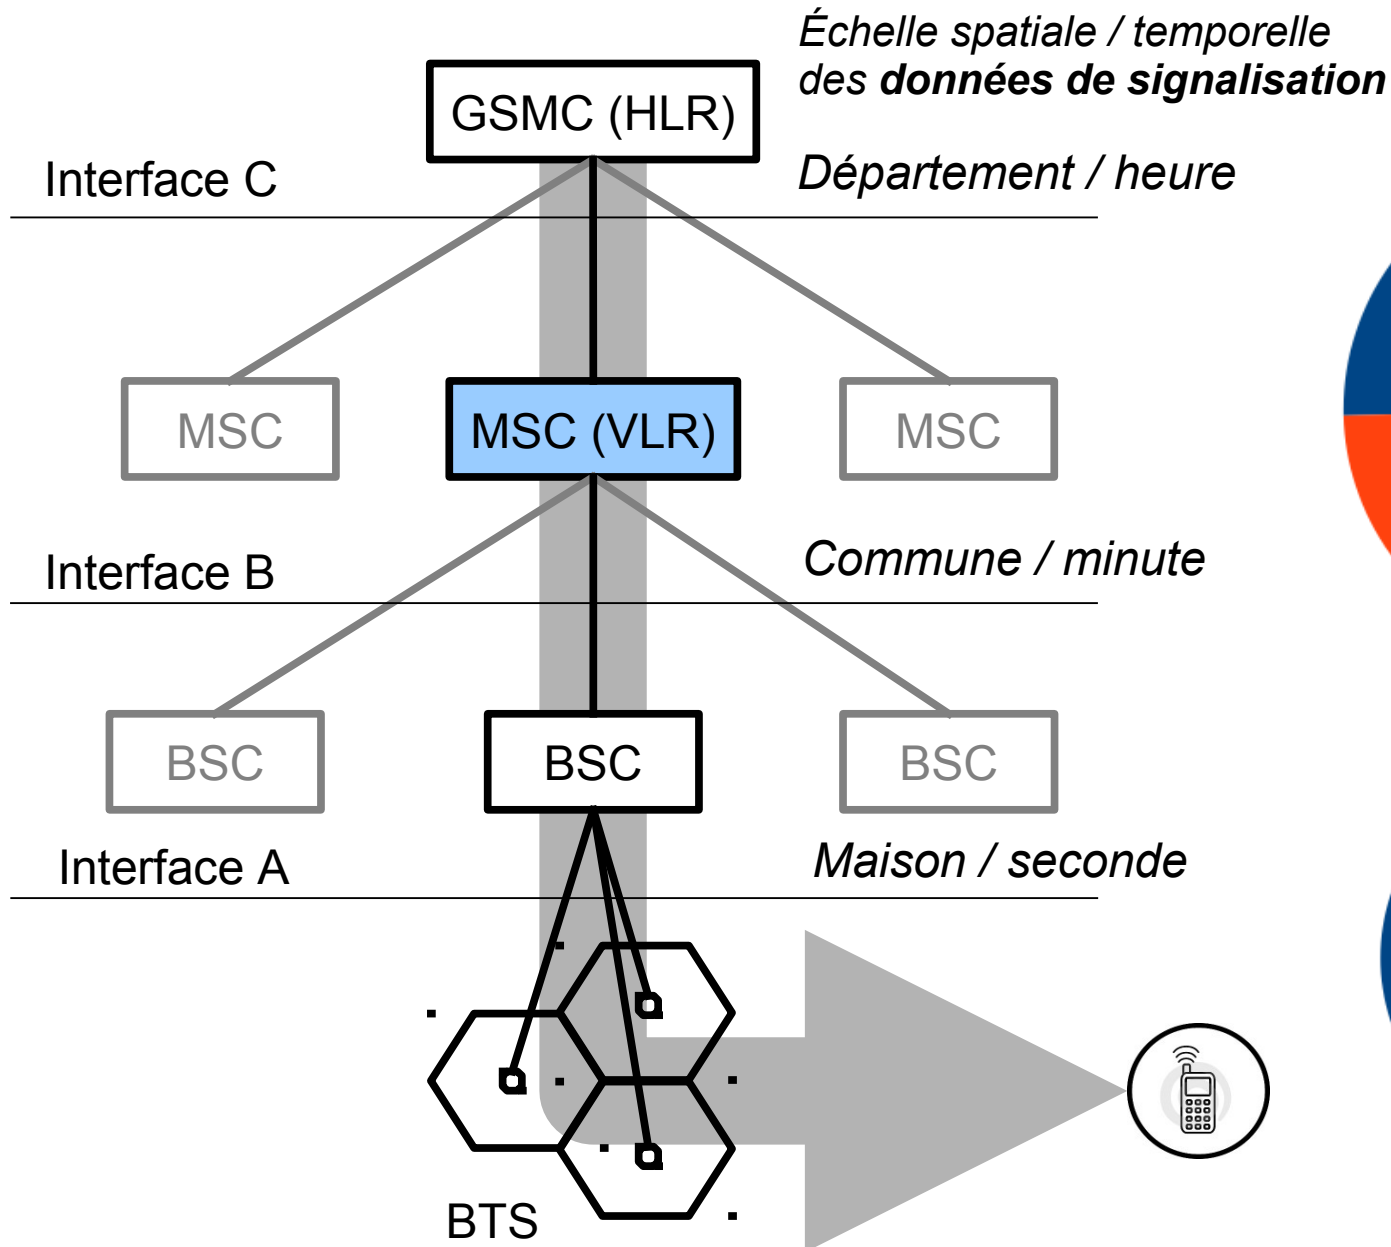 Échelle spatiale / temporelle
des données de signalisation
GSMC (HLR)
Interface C
Département / heure
MSC
MSC (VLR)
MSC
Interface B
Commune / minute
BSC
BSC
BSC
Interface A
Maison / seconde
BTS